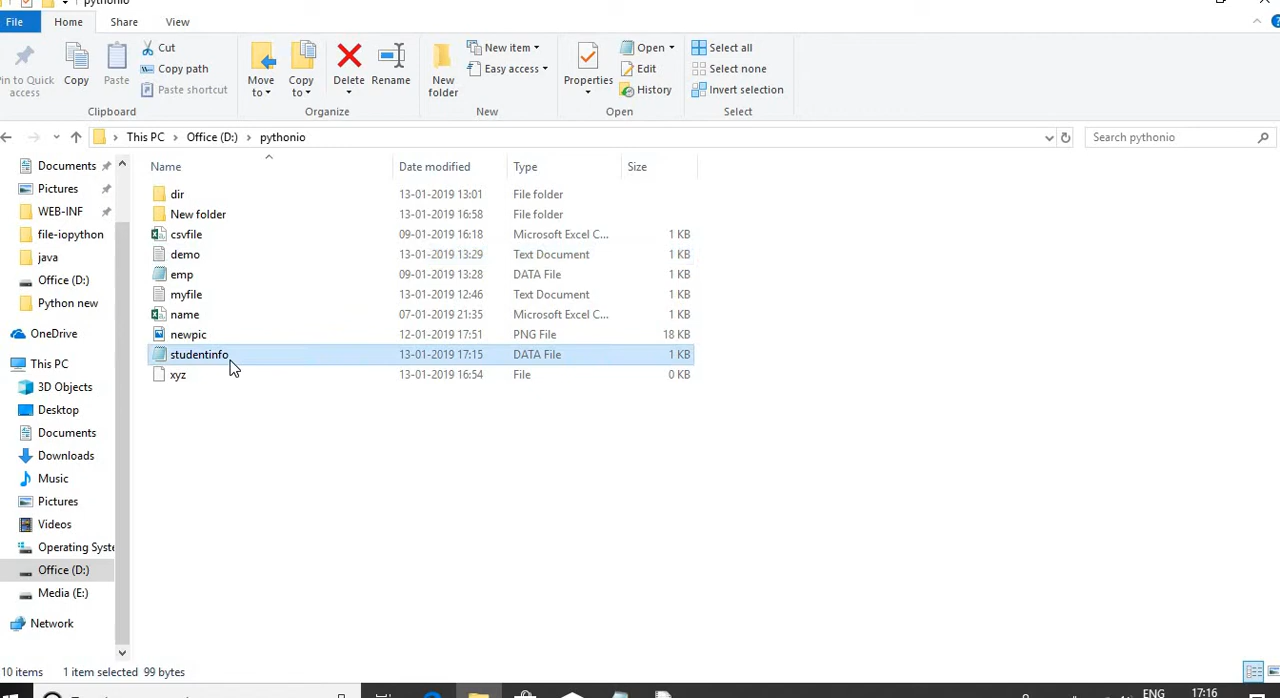 pythonio
File Home Share View
Pin to Quick access
Copy
Paste
Cut
Copy path
Paste shortcut
Clipboard
Move to
Copy to
Delete
Rename
Organize
New folder
New item
Easy access
New
Properties
Open
Edit
History
Open
Select all
Select none
Invert selection
Select
This PC Office (D:) pythonio
Search pythonio
Documents
Pictures
WEB-INF
file-iopython
java
Office (D:)
Python new
OneDrive
This PC
3D Objects
Desktop
Documents
Downloads
Music
Pictures
Videos
Operating Syste
Office (D:)
Media (E:)
Network
Name Date modified Type Size
dir 13-01-2019 13:01 File folder
New folder 13-01-2019 16:58 File folder
csvfile 09-01-2019 16:18 Microsoft Excel C... 1 KB
demo 13-01-2019 13:29 Text Document 1 KB
emp 09-01-2019 13:28 DATA File 1 KB
myfile 13-01-2019 12:46 Text Document 1 KB
name 07-01-2019 21:35 Microsoft Excel C... 1 KB
newpic 12-01-2019 17:51 PNG File 18 KB
studentinfo 13-01-2019 17:15 DATA File 1 KB
xyz 13-01-2019 16:54 File 0 KB
10 items 1 item selected 99 bytes
ENG
17:16